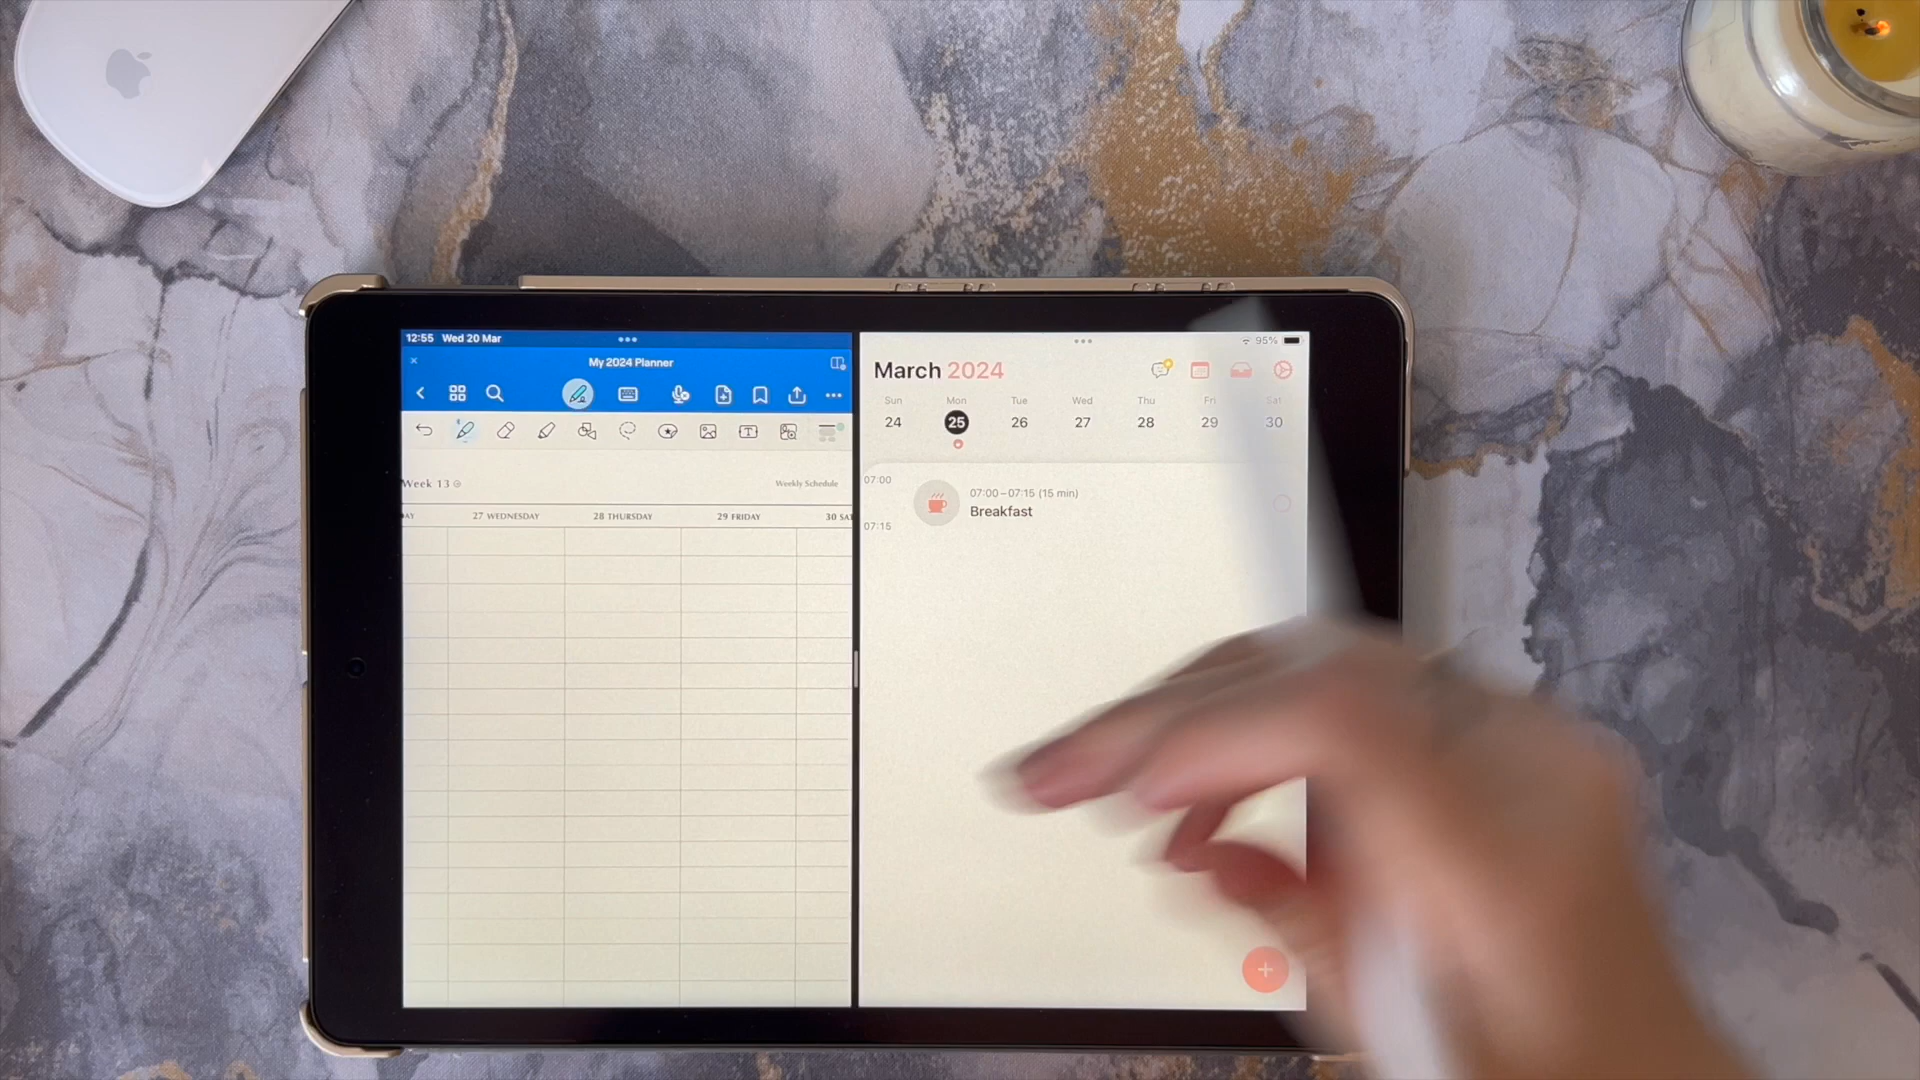 12:55 Wed 20 Mar
My 2024 Planner
Week 13
Weekly Schedule
AY 27 WEDNESDAY 28 THURSDAY 29 FRIDAY 30 SAT
95%
March 2024
Sun Mon Tue Wed Thu Fri Sat
24 25 26 27 28 29 30
07:00
07:00–07:15 (15 min)
Breakfast
07:15